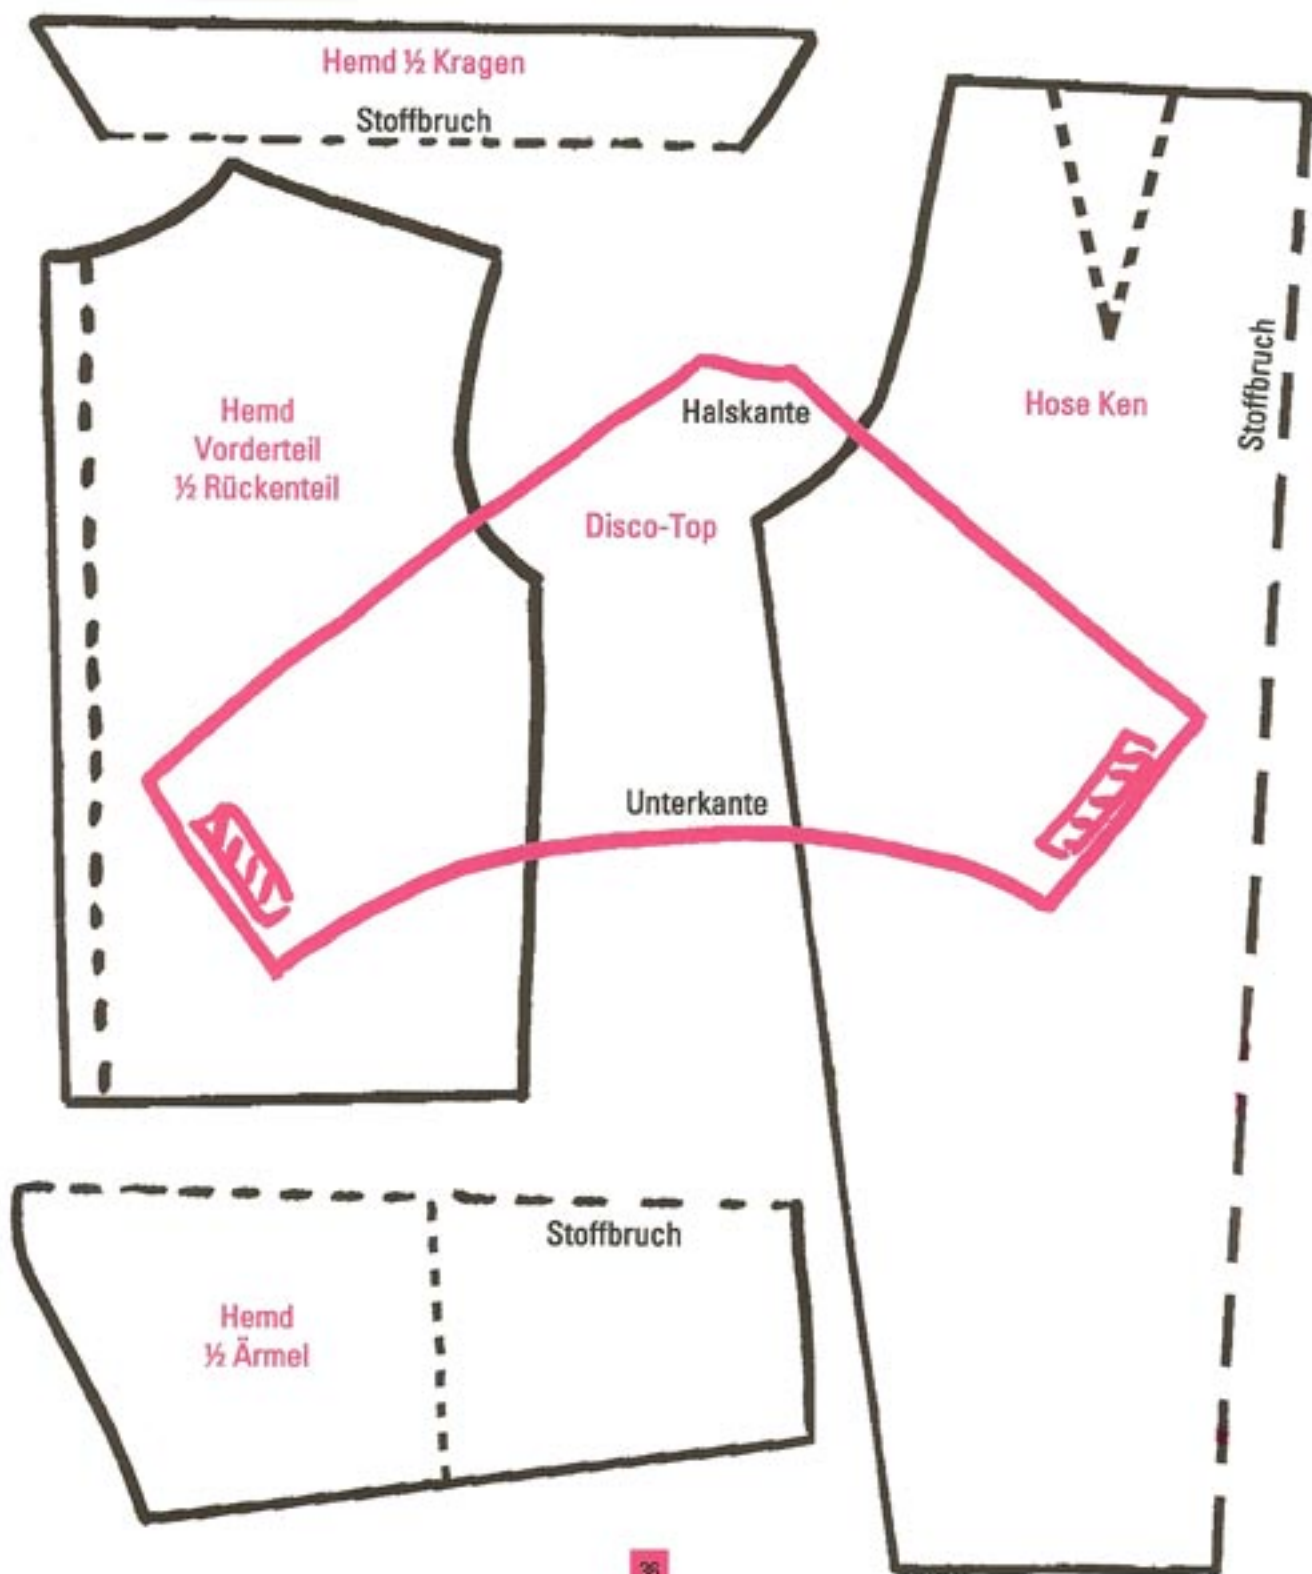 Hemd ½ Kragen
Stoffbruch
Hemd
Vorderteil
½ Rückenteil
Halskante
Disco-Top
Unterkante
Hose Ken
Stoffbruch
Stoffbruch
Hemd
½ Ärmel
36